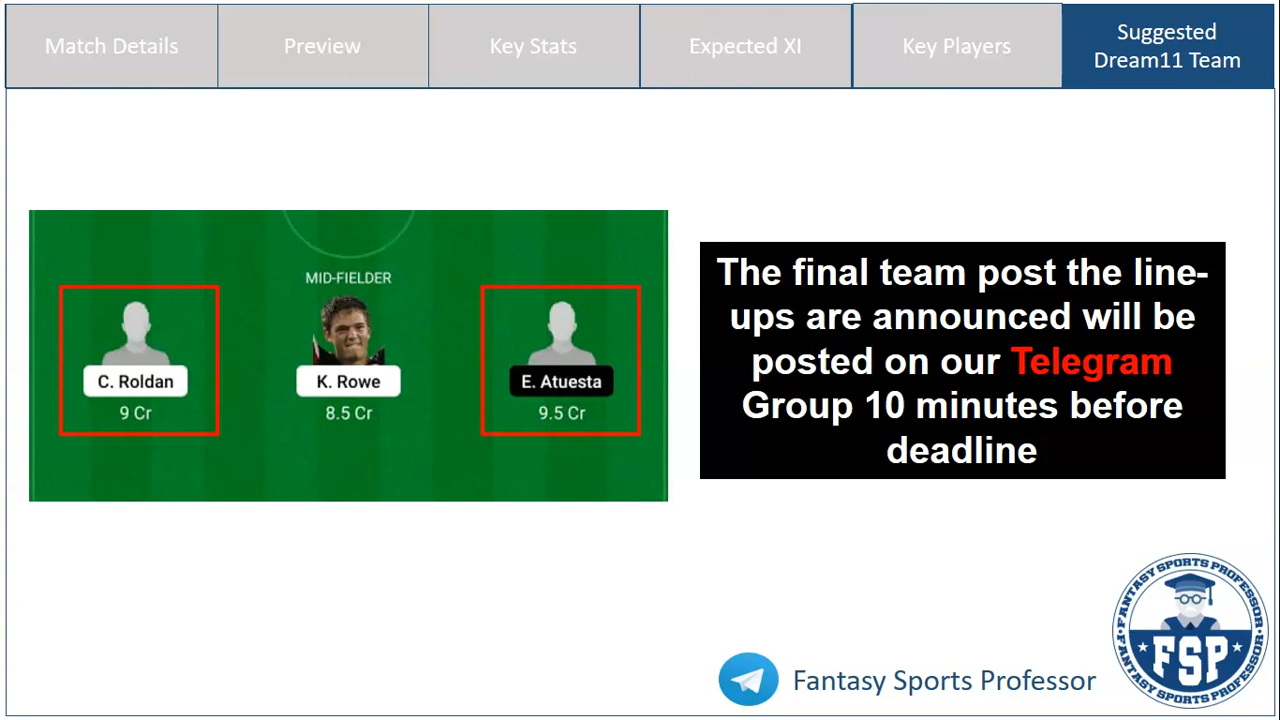 Match Details
Preview
Key Stats
Expected XI
Key Players
Suggested
Dream11 Team
MID-FIELDER
C. Roldan
K. Rowe
E. Atuesta
9 Cr
8.5 Cr
9.5 Cr
The final team post the line-
ups are announced will be
posted on our Telegram
Group 10 minutes before
deadline
Fantasy Sports Professor
FANTASY SPORTS PROFESSOR
FANTASY SPORTS PROFESSOR
FSP